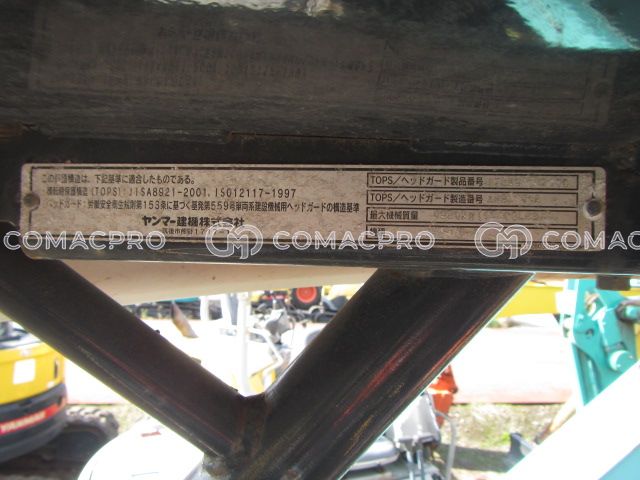 この保護構造は、下記基準に適合したものである。
横転時保護構造 (TOPS):JISA8921-2001, ISO12117-1997
ヘッドガード:労働安全衛生規則第153条に基づく基発第559号車両系建設機械用ヘッドガードの構造基準
ヤンマー建機株式会社
TOPS/ヘッドガード製品番号
TOPS/ヘッドガード製造番号
最大機械質量
機種
COMACPRO
COMACPRO
COMACPRO
YANMAR